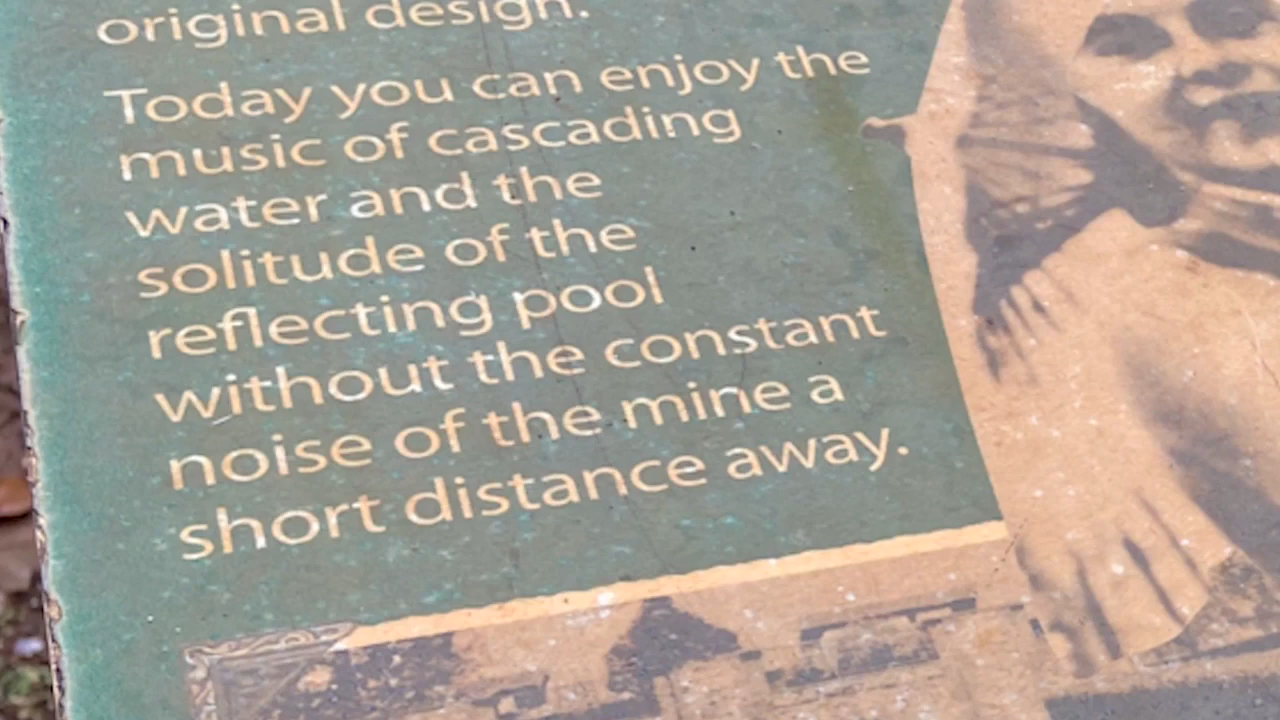 original design.
Today you can enjoy the
music of cascading
water and the
solitude of the
reflecting pool
without the constant
noise of the mine a
short distance away.